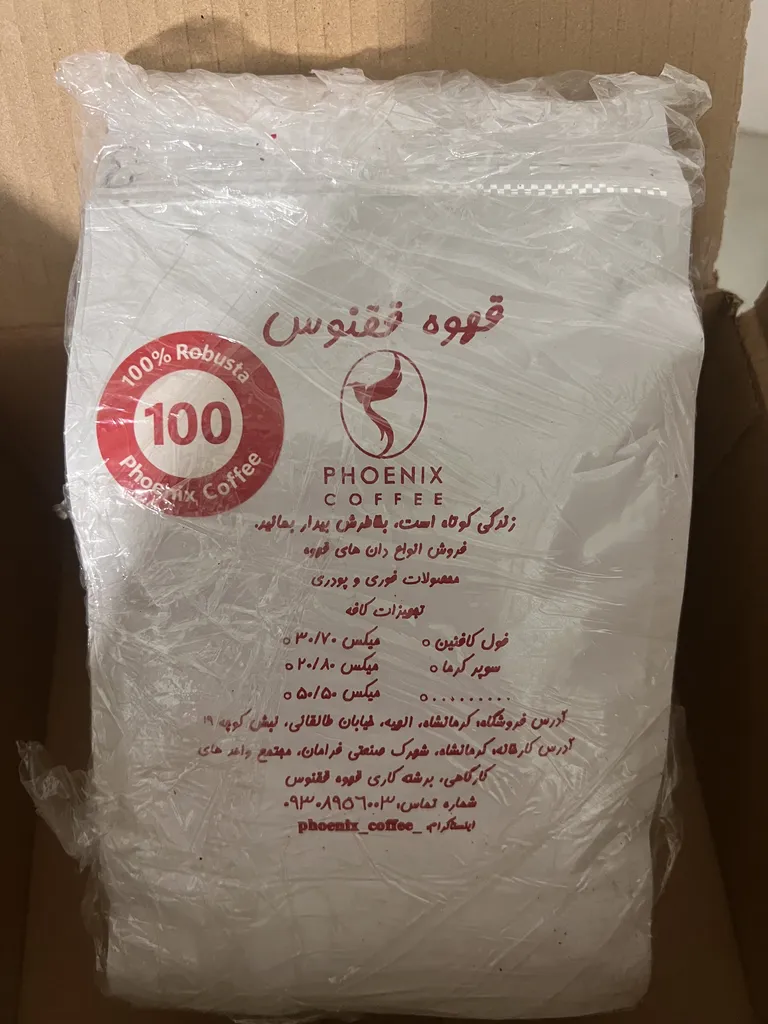 قهوه ققنوس
100% Robusta
100
Phoenix Coffee
PHOENIX
COFFEE
زندگی کوتاه است، بخاطرش بیدار بمانید.
فروش انواع دان های قهوه
محصولات فوری و پودری
تجهیزات کافه
فول کافئین میکس ۳۰/۷۰
سوپر کرما میکس ۲۰/۸۰
.......... میکس ۵۰/۵۰
آدرس فروشگاه: کرمانشاه، الهیه، خیابان طالقانی، نبش کوچه ۱۹
آدرس کارخانه: کرمانشاه، شهرک صنعتی فرامان، مجتمع واحد های
کارگاهی، برشته کاری قهوه ققنوس
شماره تماس: ۰۹۳۰۸۹۵۶۰۰۳
اینستاگرام: phoenix_coffee_